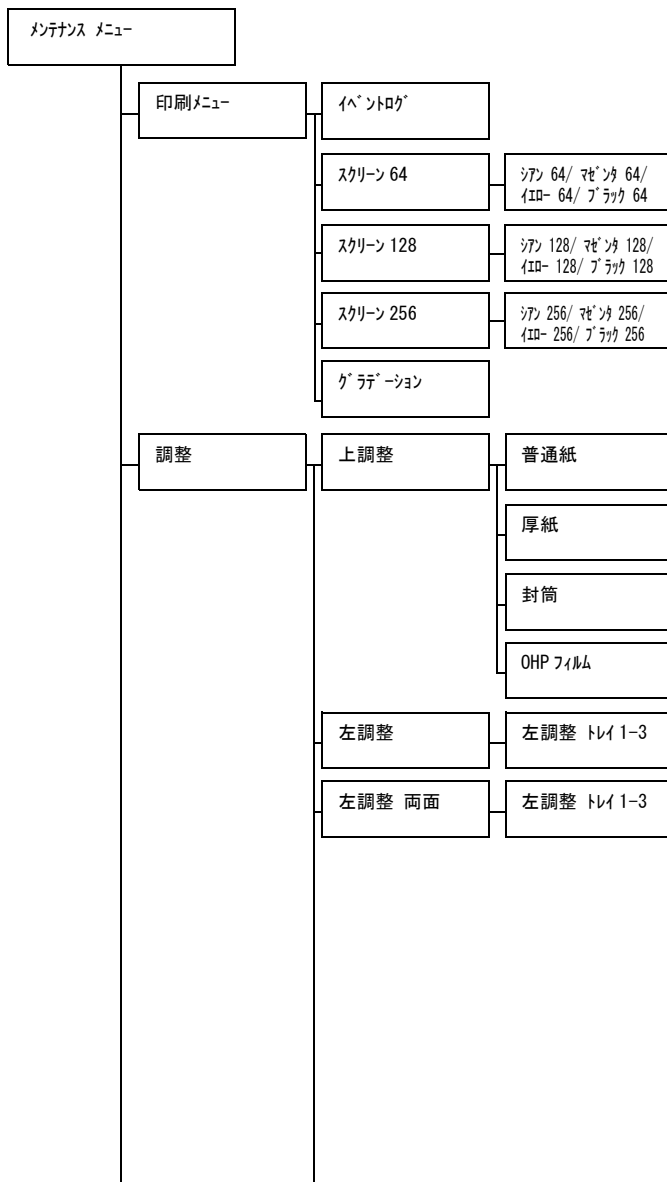 ﾒﾝﾃﾅﾝｽ ﾒﾆｭｰ
印刷ﾒﾆｭｰ
ｲﾍﾞﾝﾄﾛｸﾞ
ｽｸﾘｰﾝ 64
ｼｱﾝ 64/ ﾏｾﾞﾝﾀ 64/
ｲｴﾛｰ 64/ ﾌﾞﾗｯｸ 64
ｽｸﾘｰﾝ 128
ｼｱﾝ 128/ ﾏｾﾞﾝﾀ 128/
ｲｴﾛｰ 128/ ﾌﾞﾗｯｸ 128
ｽｸﾘｰﾝ 256
ｼｱﾝ 256/ ﾏｾﾞﾝﾀ 256/
ｲｴﾛｰ 256/ ﾌﾞﾗｯｸ 256
ｸﾞﾗﾃﾞｰｼｮﾝ
調整
上調整
普通紙
厚紙
封筒
OHP ﾌｨﾙﾑ
左調整
左調整 ﾄﾚｲ 1-3
左調整 両面
左調整 ﾄﾚｲ 1-3